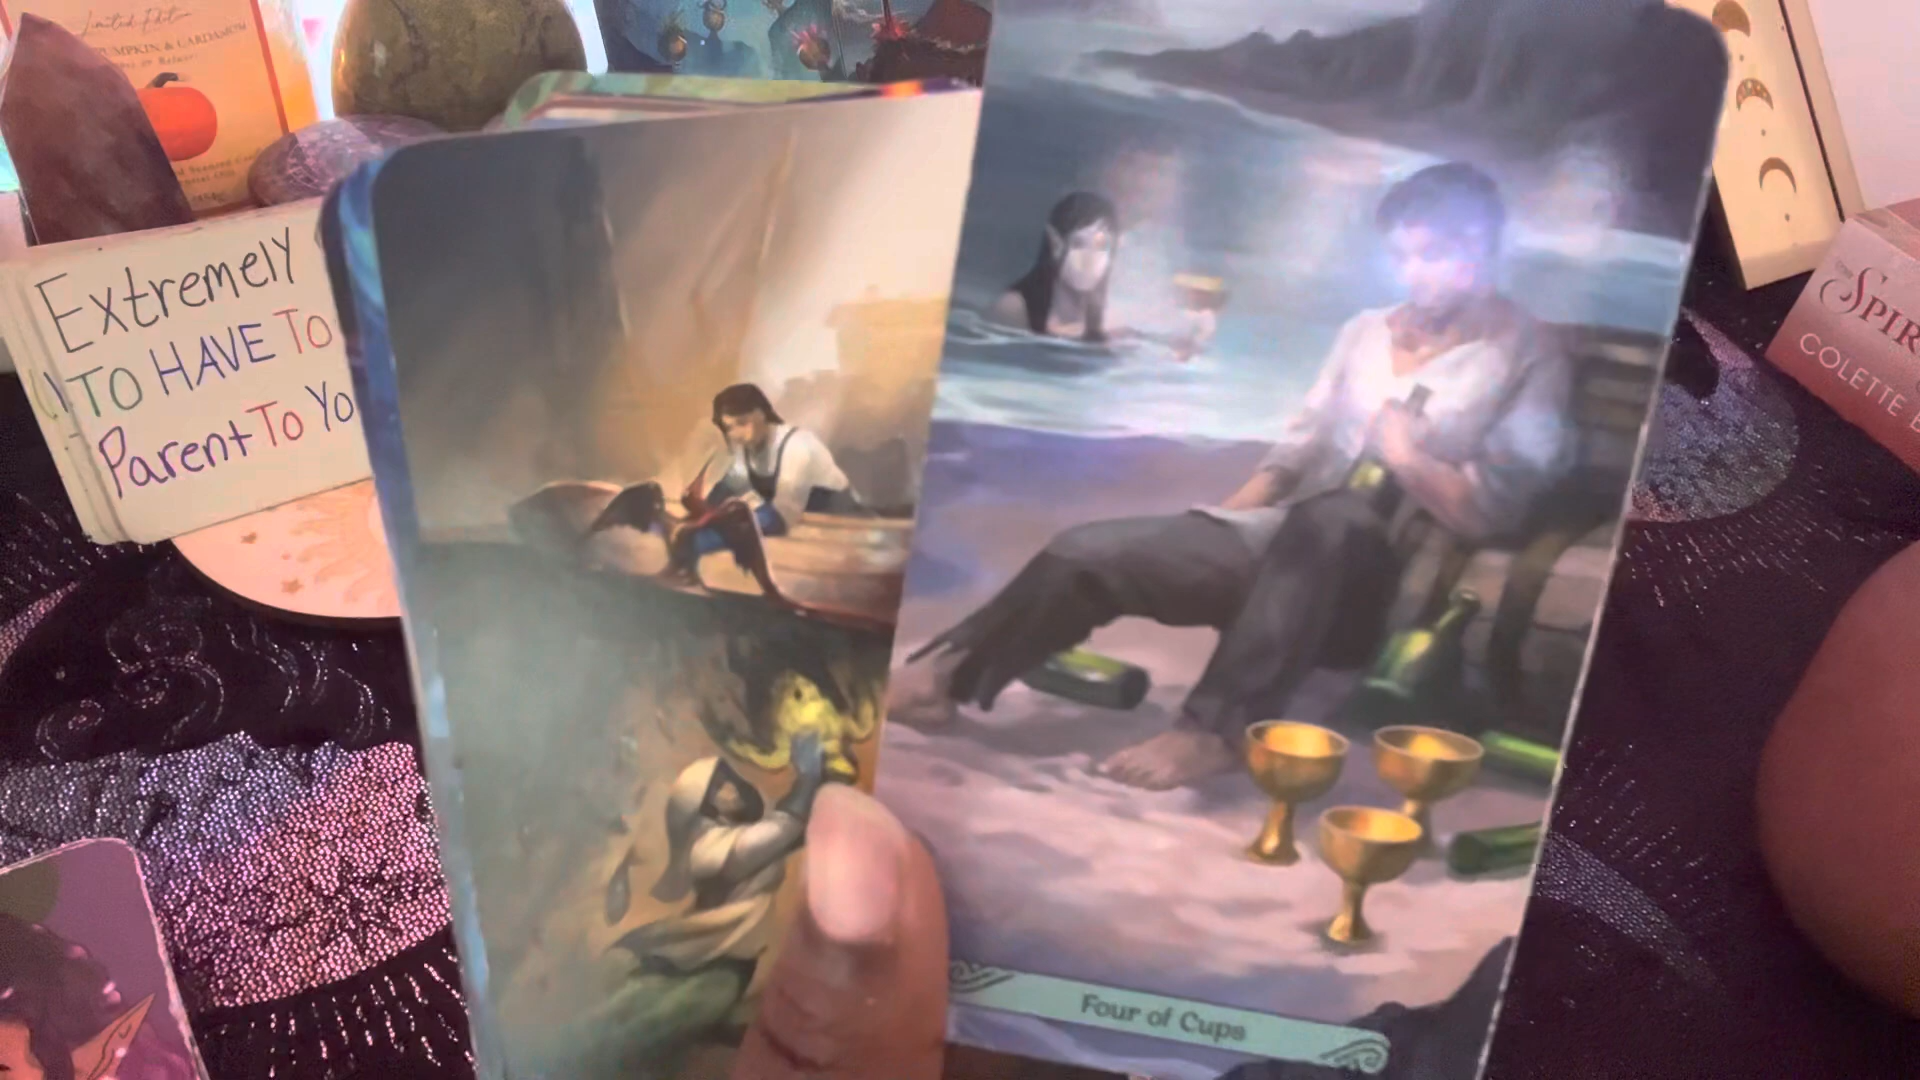 Limited Edition
PUMPKIN & CARDAMOM
Extremely
TO HAVE TO
Parent To Yo
SPIR
COLETTE B
Four of Cups